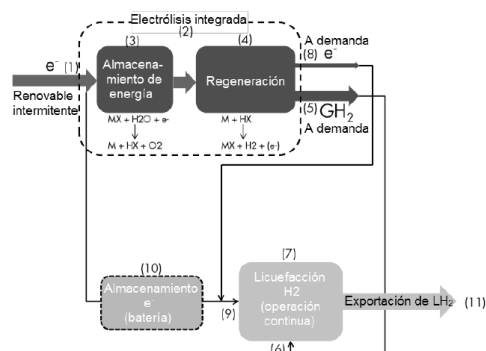 Electrólisis integrada
(2)
(3)
(4)
A demanda
(8) e-
e- (1)
Almacena-
miento de
energía
Regeneración
Renovable
intermitente
(5) GH2
A demanda
MX + H2O + e-
M + HX
M + HX + O2
MX + H2 + (e-)
(10)
(7)
Almacenamiento
e-
(batería)
Licuefacción
H2
(operación
continua)
(9)
Exportación de LH2
(11)
(6)